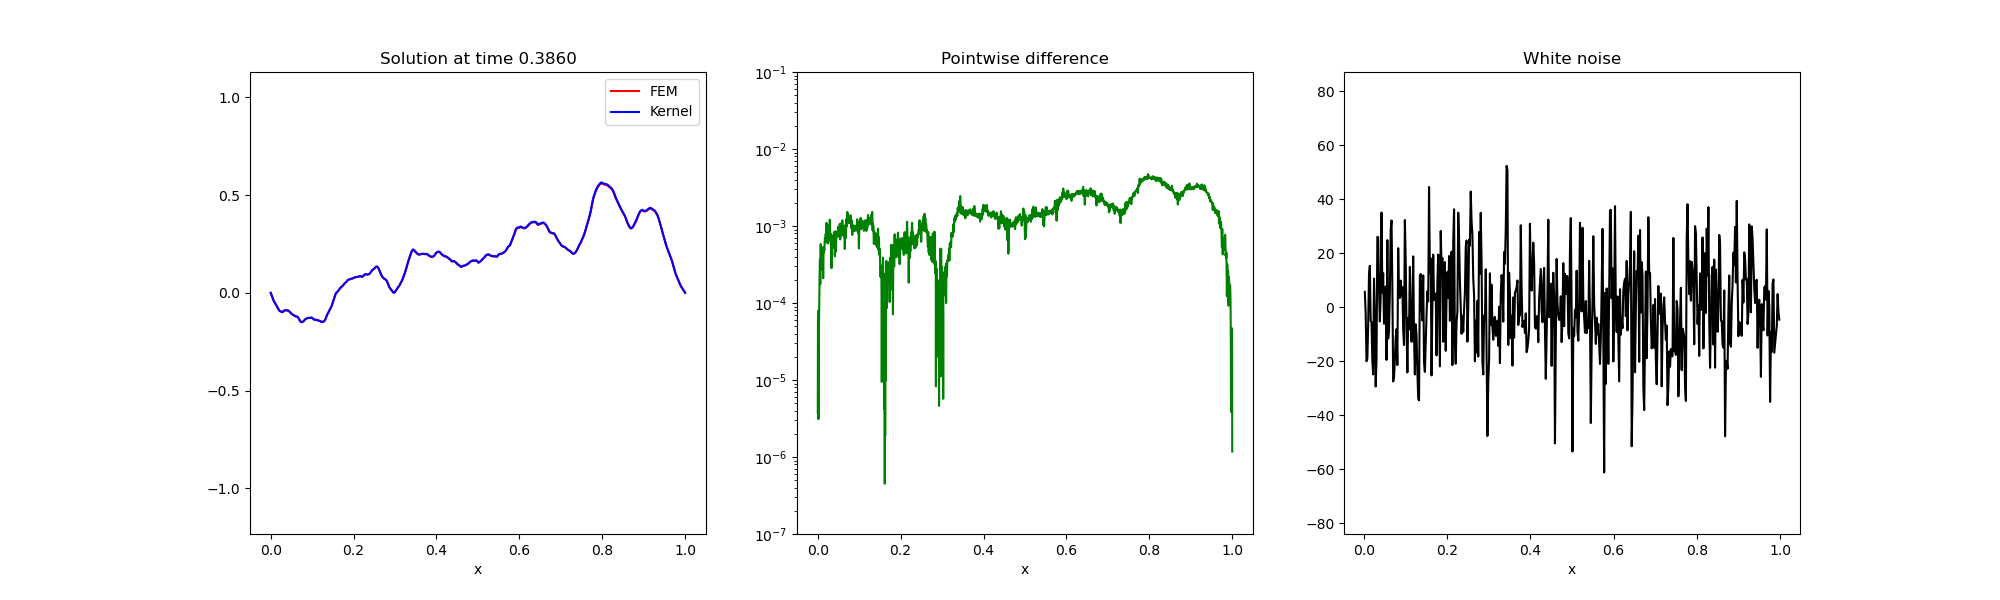 Solution at time 0.3860
1.0
0.5
0.0
−0.5
−1.0
FEM
Kernel
0.0 0.2 0.4 0.6 0.8 1.0
x
Pointwise difference
10⁻¹
10⁻²
10⁻³
10⁻⁴
10⁻⁵
10⁻⁶
10⁻⁷
0.0 0.2 0.4 0.6 0.8 1.0
x
White noise
80
60
40
20
0
−20
−40
−60
−80
0.0 0.2 0.4 0.6 0.8 1.0
x